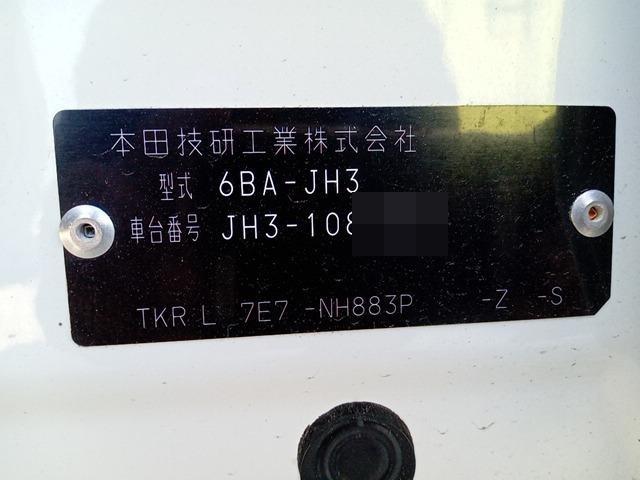 本田技研工業株式会社
型式 6BA-JH3
車台番号 JH3-108
TKR L 7E7 -NH883P -Z -S